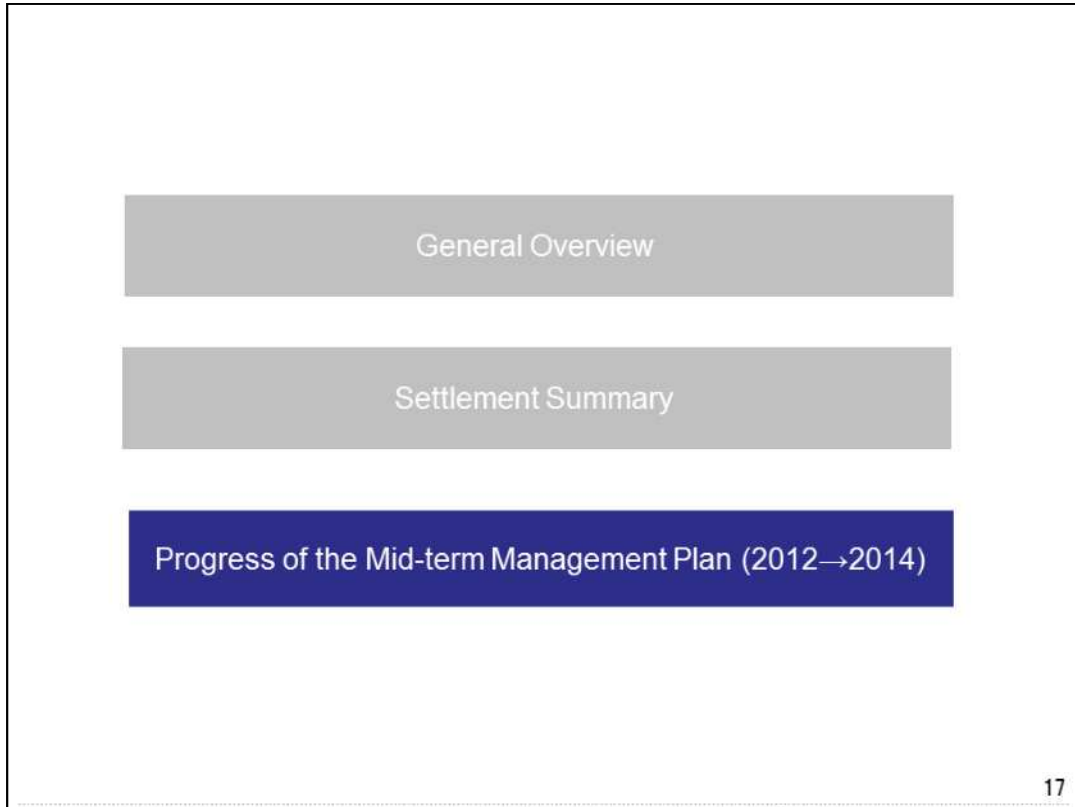 General Overview
Settlement Summary
Progress of the Mid-term Management Plan (2012→2014)
17